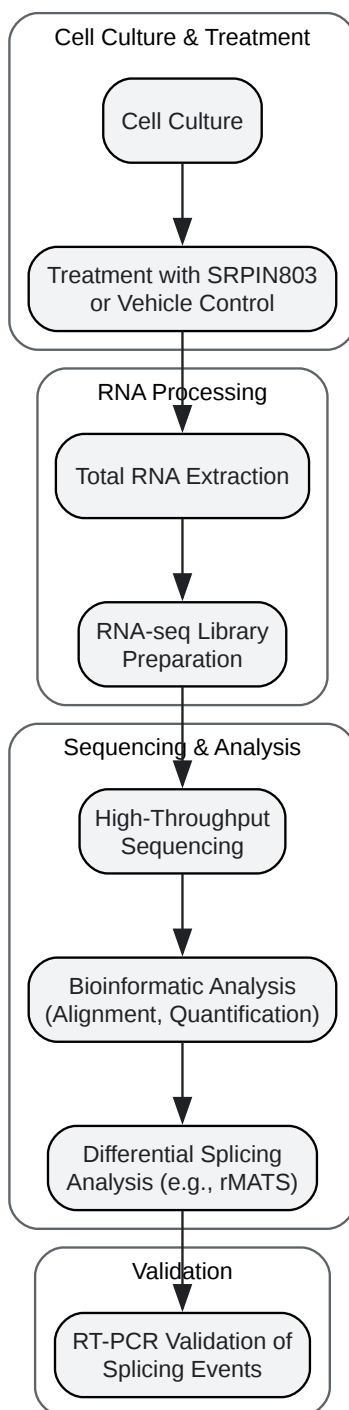 Cell Culture & Treatment
Cell Culture
Treatment with SRPIN803
or Vehicle Control
RNA Processing
Total RNA Extraction
RNA-seq Library
Preparation
Sequencing & Analysis
High-Throughput
Sequencing
Bioinformatic Analysis
(Alignment, Quantification)
Differential Splicing
Analysis (e.g., rMATS)
Validation
RT-PCR Validation of
Splicing Events